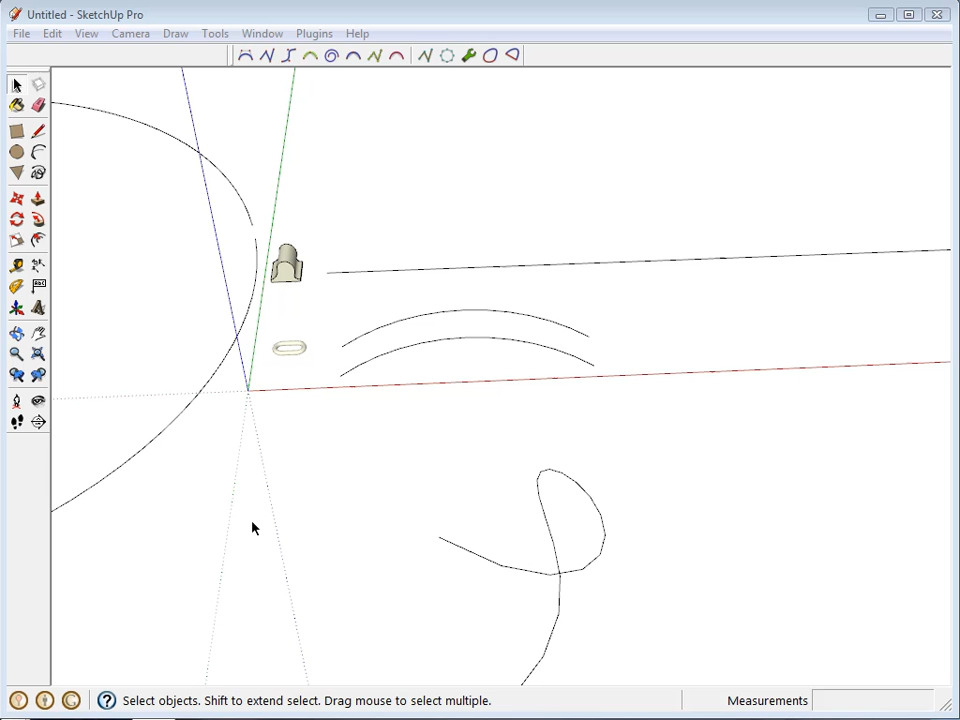 Untitled - SketchUp Pro
File Edit View Camera Draw Tools Window Plugins Help
Select objects. Shift to extend select. Drag mouse to select multiple.
Measurements